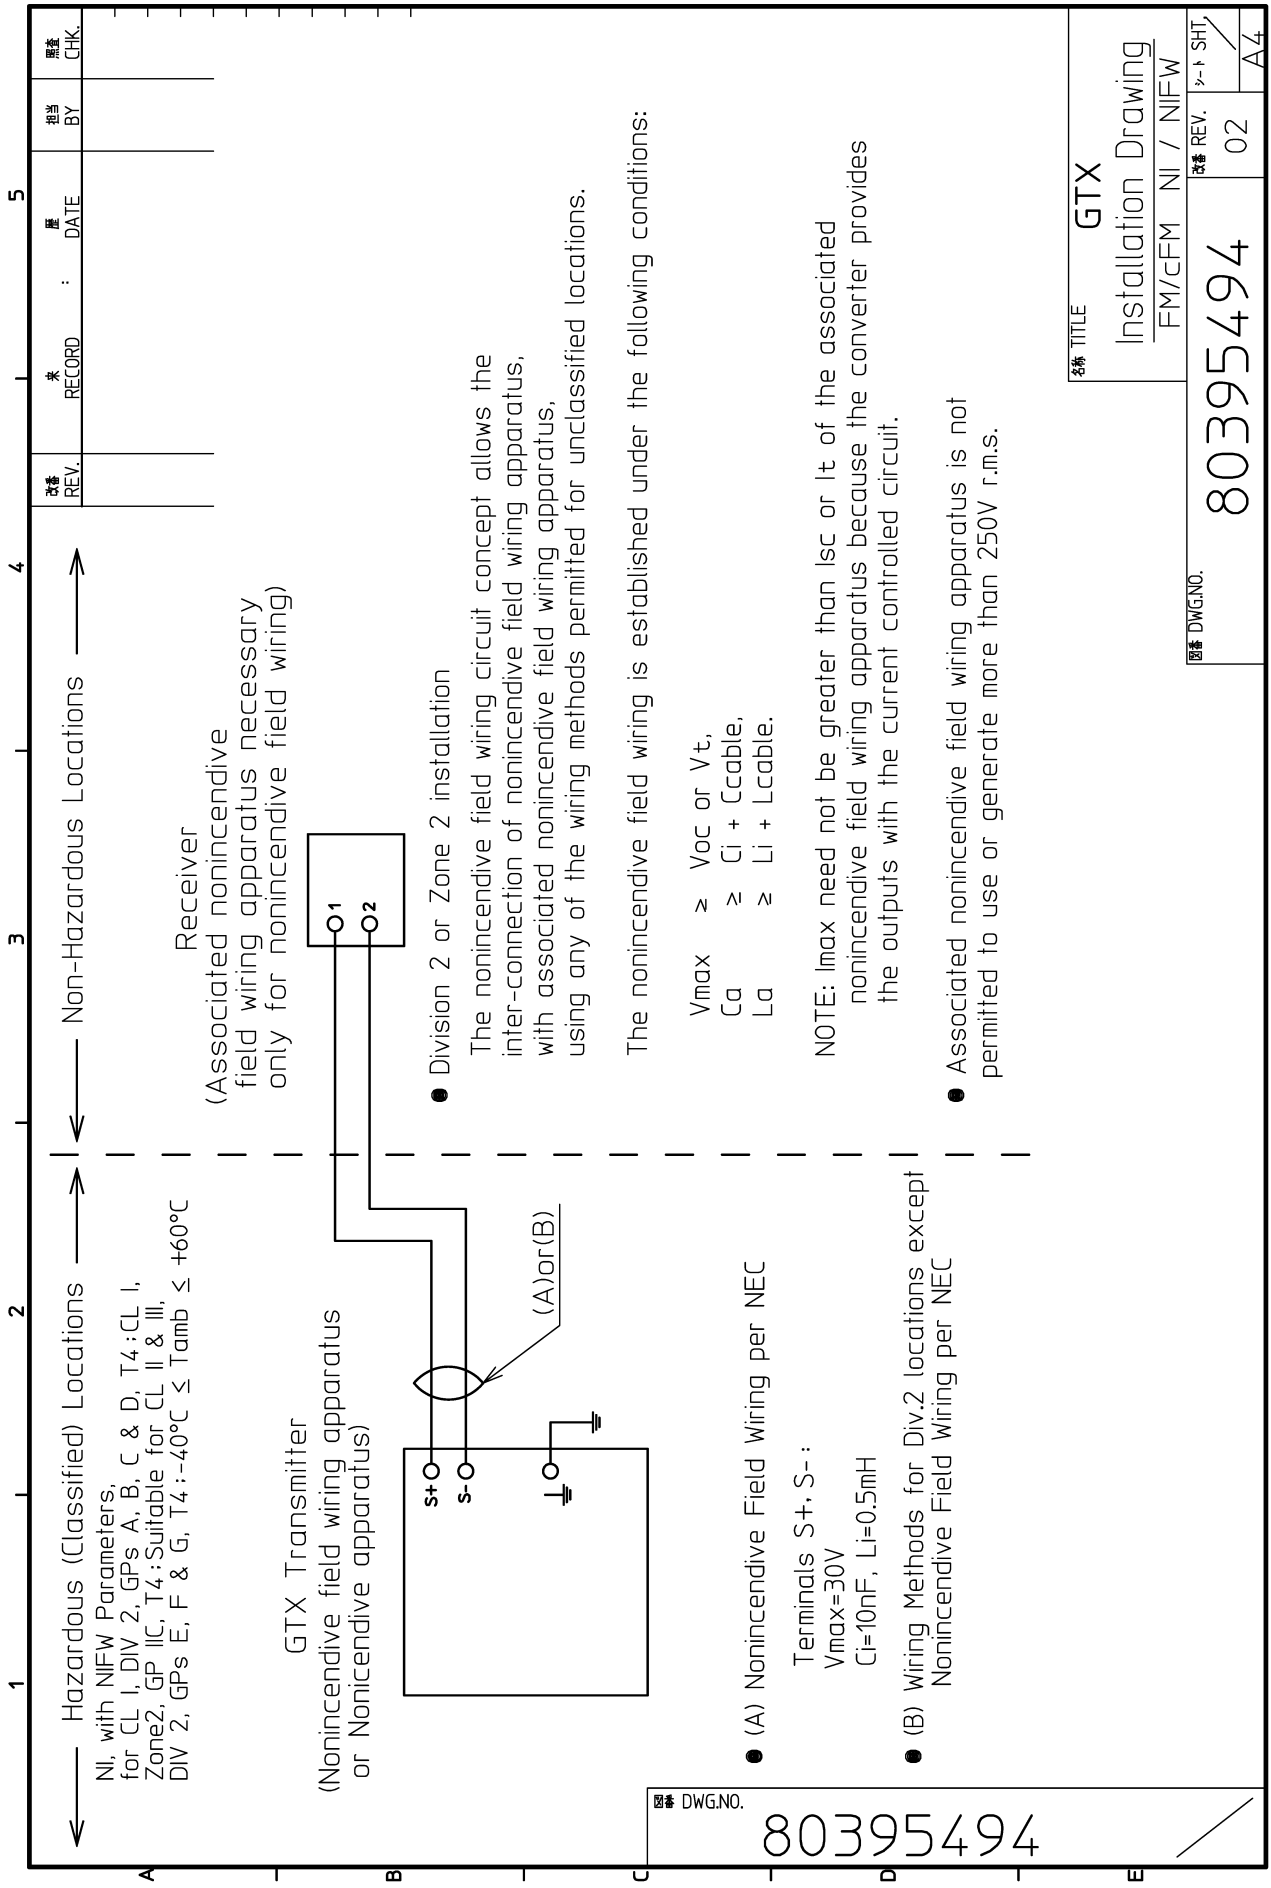 1 2 3 4 5
A
B
C
D
E
Hazardous (Classified) Locations
Non-Hazardous Locations
改番 REV.
来 RECORD
:
歴 DATE
担当 BY
照査 CHK.
NI, with NIFW Parameters,
for CL I, DIV 2, GPs A, B, C & D, T4;CL I,
Zone2, GP IIC, T4;Suitable for CL II & III,
DIV 2, GPs E, F & G, T4;-40°C ≤ Tamb ≤ +60°C
GTX Transmitter
(Nonincendive field wiring apparatus
or Nonicendive apparatus)
S+
S-
(A)or(B)
Receiver
(Associated nonincendive
field wiring apparatus necessary
only for nonincendive field wiring)
1
2
● Division 2 or Zone 2 installation
The nonincendive field wiring circuit concept allows the
inter-connection of nonincendive field wiring apparatus,
with associated nonincendive field wiring apparatus,
using any of the wiring methods permitted for unclassified locations.
The nonincendive field wiring is established under the following conditions:
Vmax ≥ Voc or Vt,
Ca ≥ Ci + Ccable,
La ≥ Li + Lcable.
NOTE: Imax need not be greater than Isc or It of the associated
nonincendive field wiring apparatus because the converter provides
the outputs with the current controlled circuit.
● Associated nonincendive field wiring apparatus is not
permitted to use or generate more than 250V r.m.s.
● (A) Nonincendive Field Wiring per NEC
Terminals S+, S- :
Vmax=30V
Ci=10nF, Li=0.5mH
● (B) Wiring Methods for Div.2 locations except
Nonincendive Field Wiring per NEC
図番 DWG.NO.
80395494
名称 TITLE
GTX
Installation Drawing
FM/cFM NI / NIFW
図番 DWG.NO.
80395494
改番 REV.
02
シート SHT.
A4